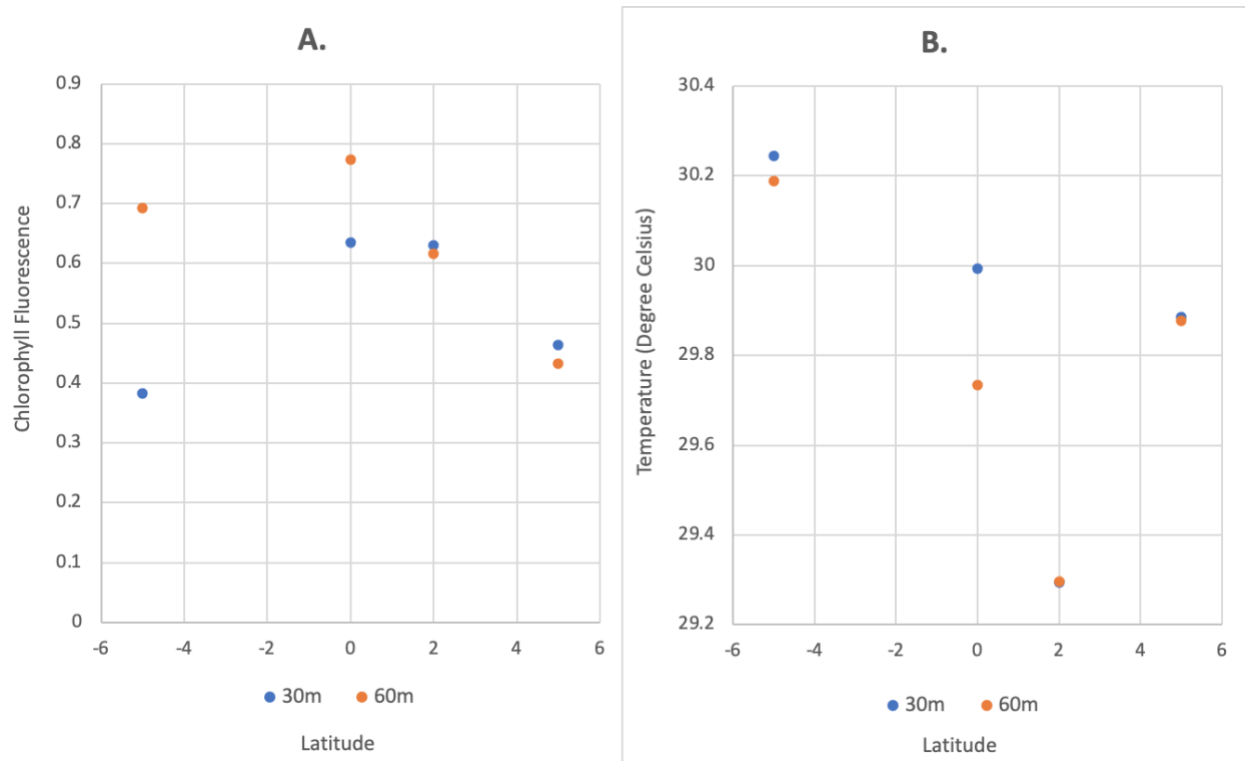 A.
Chlorophyll Fluorescence
0.9
0.8
0.7
0.6
0.5
0.4
0.3
0.2
0.1
0
-6 -4 -2 0 2 4 6
30m 60m
Latitude
B.
Temperature (Degree Celsius)
30.4
30.2
30
29.8
29.6
29.4
29.2
-6 -4 -2 0 2 4 6
30m 60m
Latitude